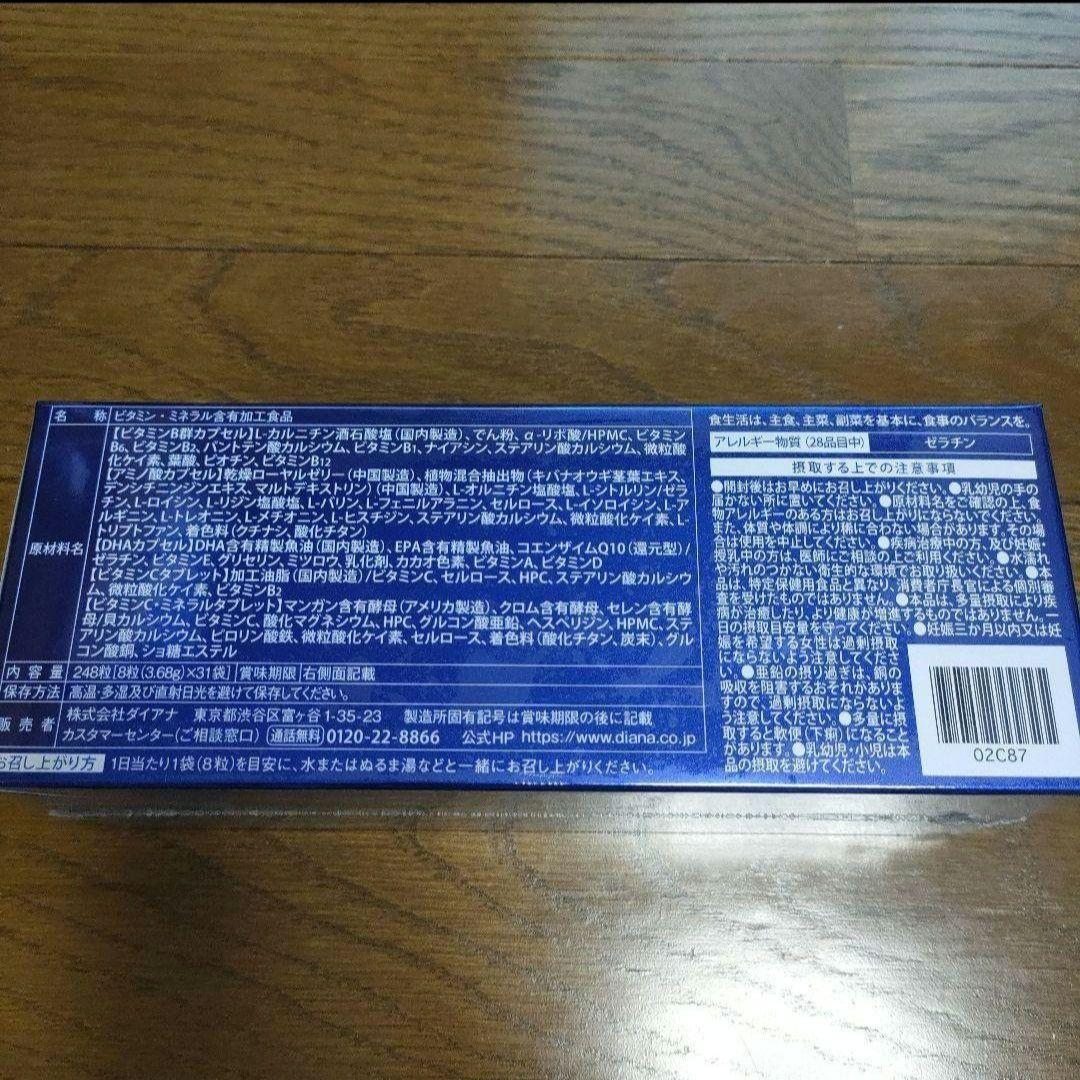 名 称 ビタミン・ミネラル含有加工食品
原材料名
【ビタミンB群カプセル】L-カルニチン酒石酸塩(国内製造)、でん粉、α-リポ酸/HPMC、ビタミン
B6、ビタミンB2、パントテン酸カルシウム、ビタミンB1、ナイアシン、ステアリン酸カルシウム、微粒酸
化ケイ素、葉酸、ビオチン、ビタミンB12
【アミノ酸カプセル】乾燥ローヤルゼリー(中国製造)、植物混合抽出物(キバナオウギ茎葉エキス、
デンシチニンジンエキス、マルトデキストリン)(中国製造)、L-オルニチン塩酸塩、L-シトルリン/ゼラ
チン、L-ロイシン、L-リジン塩酸塩、L-バリン、L-フェニルアラニン、セルロース、L-イソロイシン、L-ア
ルギニン、L-トレオニン、L-メチオニン、L-ヒスチジン、ステアリン酸カルシウム、微粒酸化ケイ素、L-
トリプトファン、着色料(クチナシ、酸化チタン)
【DHAカプセル】DHA含有精製魚油(国内製造)、EPA含有精製魚油、コエンザイムQ10(還元型)/
ゼラチン、ビタミンE、グリセリン、ミツロウ、乳化剤、カカオ色素、ビタミンA、ビタミンD
【ビタミンCタブレット】加工油脂(国内製造)/ビタミンC、セルロース、HPC、ステアリン酸カルシウ
ム、微粒酸化ケイ素、ビタミンB2
【ビタミンC・ミネラルタブレット】マンガン含有酵母(アメリカ製造)、クロム含有酵母、セレン含有酵
母/貝カルシウム、ビタミンC、酸化マグネシウム、HPC、グルコン酸亜鉛、ヘスペリジン、HPMC、ステ
アリン酸カルシウム、ピロリン酸鉄、微粒酸化ケイ素、セルロース、着色料(酸化チタン、炭末)、グル
コン酸銅、ショ糖エステル
内 容 量 248粒[8粒(3.68g)×31袋] 賞味期限 右側面記載
保存方法 高温・多湿及び直射日光を避けて保存してください。
販 売 者 株式会社ダイアナ 東京都渋谷区富ヶ谷1-35-23 製造所固有記号は賞味期限の後に記載
カスタマーセンター(ご相談窓口) 通話無料 0120-22-8866 公式HP https://www.diana.co.jp
お召し上がり方 1日当たり1袋(8粒)を目安に、水またはぬるま湯などと一緒にお召し上がりください。
食生活は、主食、主菜、副菜を基本に、食事のバランスを。
アレルギー物質(28品目中) ゼラチン
摂取する上での注意事項
●開封後はお早めにお召し上がりください。●乳幼児の手の
届かない所に置いてください。●原材料名をご確認の上、食
物アレルギーのある方はお召し上がりにならないでください。
また、体質や体調により稀に合わない場合があります。その場
合は使用を中止してください。●疾病治療中の方、及び妊娠・
授乳中の方は、医師にご相談の上ご利用ください。●水濡れ
や汚れのつかない衛生的な環境でお取り扱いください。●本
品は、特定保健用食品と異なり、消費者庁長官による個別審
査を受けたものではありません。●本品は、多量摂取により疾
病が治癒したり、より健康が増進するものではありません。一
日の摂取目安量を守ってください。●妊娠三か月以内又は妊
娠を希望する女性は過剰摂取
にならないよう注意してくださ
い。●亜鉛の摂り過ぎは、銅の
吸収を阻害するおそれがありま
すので、過剰摂取にならないよ
う注意してください。●多量に摂
取すると軟便(下痢)になること
があります。●乳幼児・小児は本
品の摂取を避けてください。
02C87